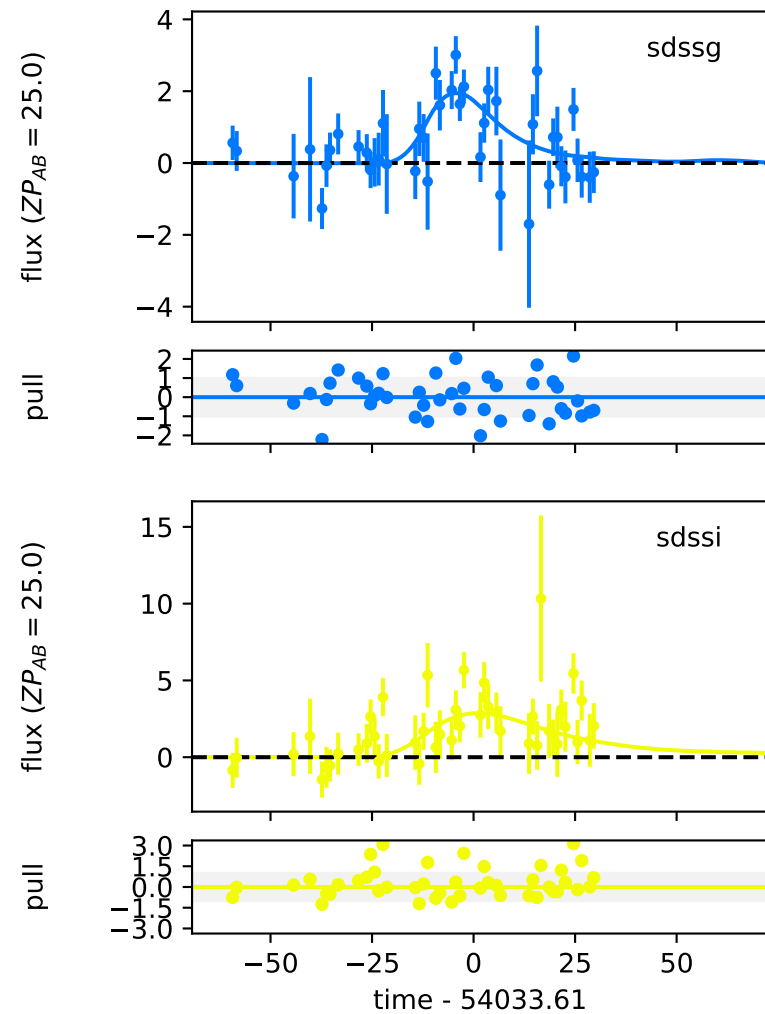 4
sdssg
2
0
−2
−4
flux (ZP_AB = 25.0)
2
1
0
−1
−2
pull
15
sdssi
10
5
0
flux (ZP_AB = 25.0)
3.0
1.5
0.0
−1.5
−3.0
pull
−50 −25 0 25 50
time - 54033.61